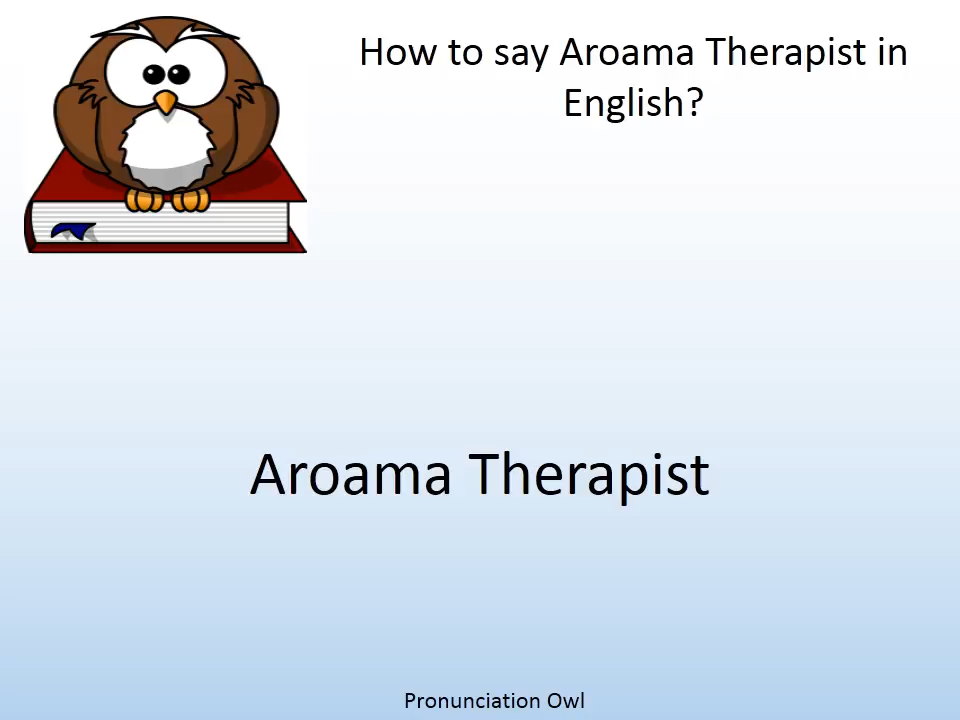 How to say Aroama Therapist in
English?
Aroama Therapist
Pronunciation Owl